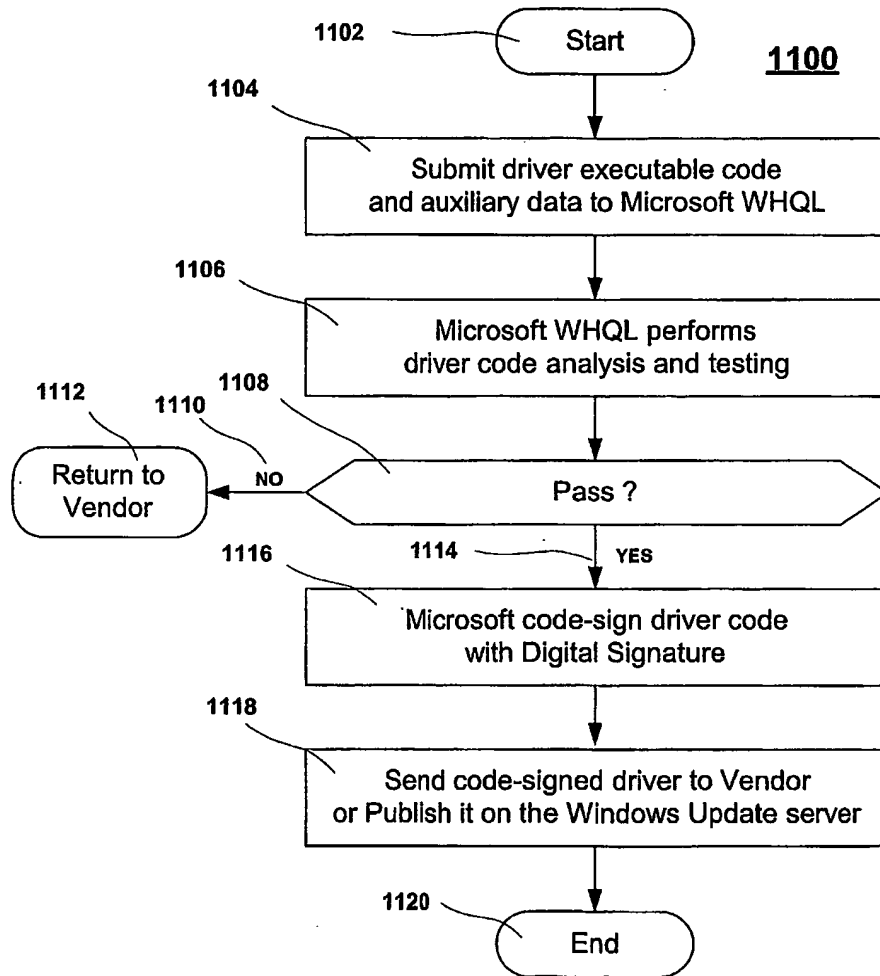 1102
Start
1100
1104
Submit driver executable code
and auxiliary data to Microsoft WHQL
1106
Microsoft WHQL performs
driver code analysis and testing
1108
1112
1110
Return to
Vendor
NO
Pass ?
1114
YES
1116
Microsoft code-sign driver code
with Digital Signature
1118
Send code-signed driver to Vendor
or Publish it on the Windows Update server
1120
End